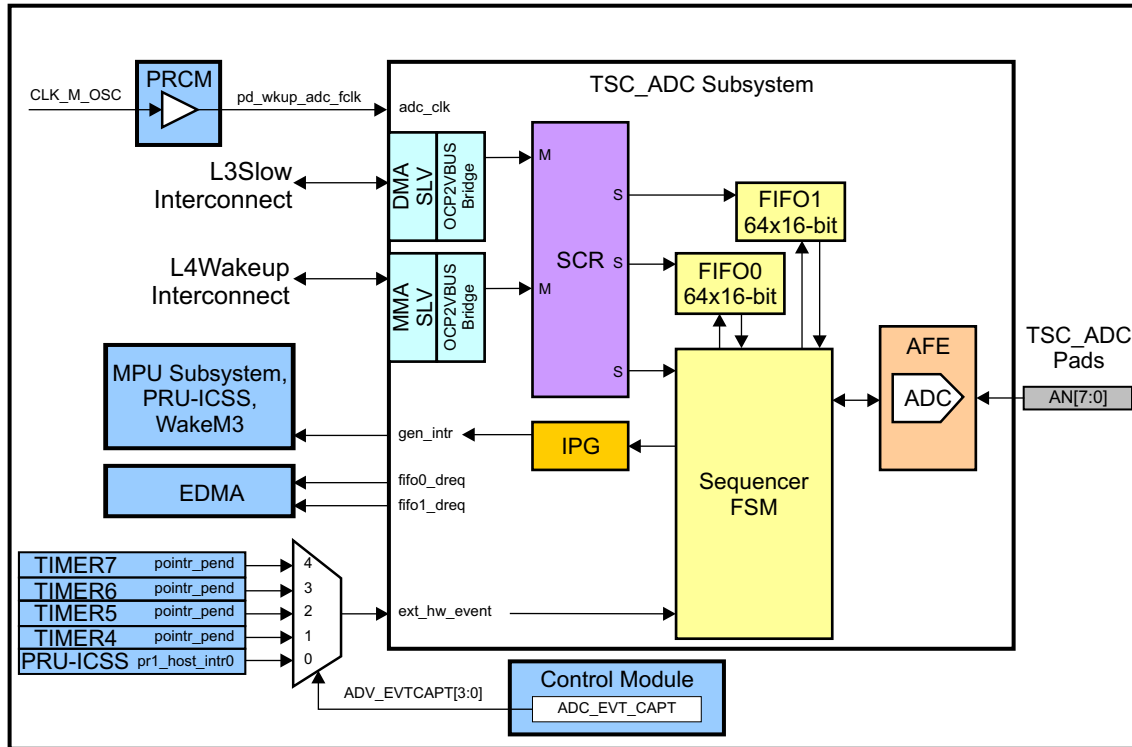 PRCM
CLK_M_OSC
pd_wkup_adc_fclk
TSC_ADC Subsystem
adc_clk
L3Slow
Interconnect
DMA
SLV
OCP2VBUS
Bridge
M
S
FIFO1
64x16-bit
L4Wakeup
Interconnect
MMA
SLV
OCP2VBUS
Bridge
M
SCR
S
FIFO0
64x16-bit
S
MPU Subsystem,
PRU-ICSS,
WakeM3
gen_intr
IPG
Sequencer
FSM
AFE
ADC
TSC_ADC
Pads
AN[7:0]
EDMA
fifo0_dreq
fifo1_dreq
TIMER7 pointr_pend 4
TIMER6 pointr_pend 3
TIMER5 pointr_pend 2
TIMER4 pointr_pend 1
PRU-ICSS pr1_host_intr0 0
ext_hw_event
ADV_EVTCAPT[3:0]
Control Module
ADC_EVT_CAPT